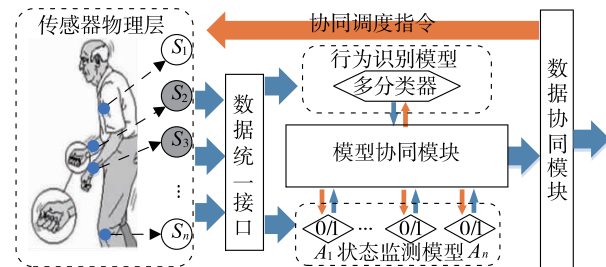 传感器物理层
S1
S2
S3
⋮
Sn
数据统一接口
协同调度指令
行为识别模型
多分类器
模型协同模块
0/1 ... 0/1 0/1
A1 状态监测模型 An
数据协同模块